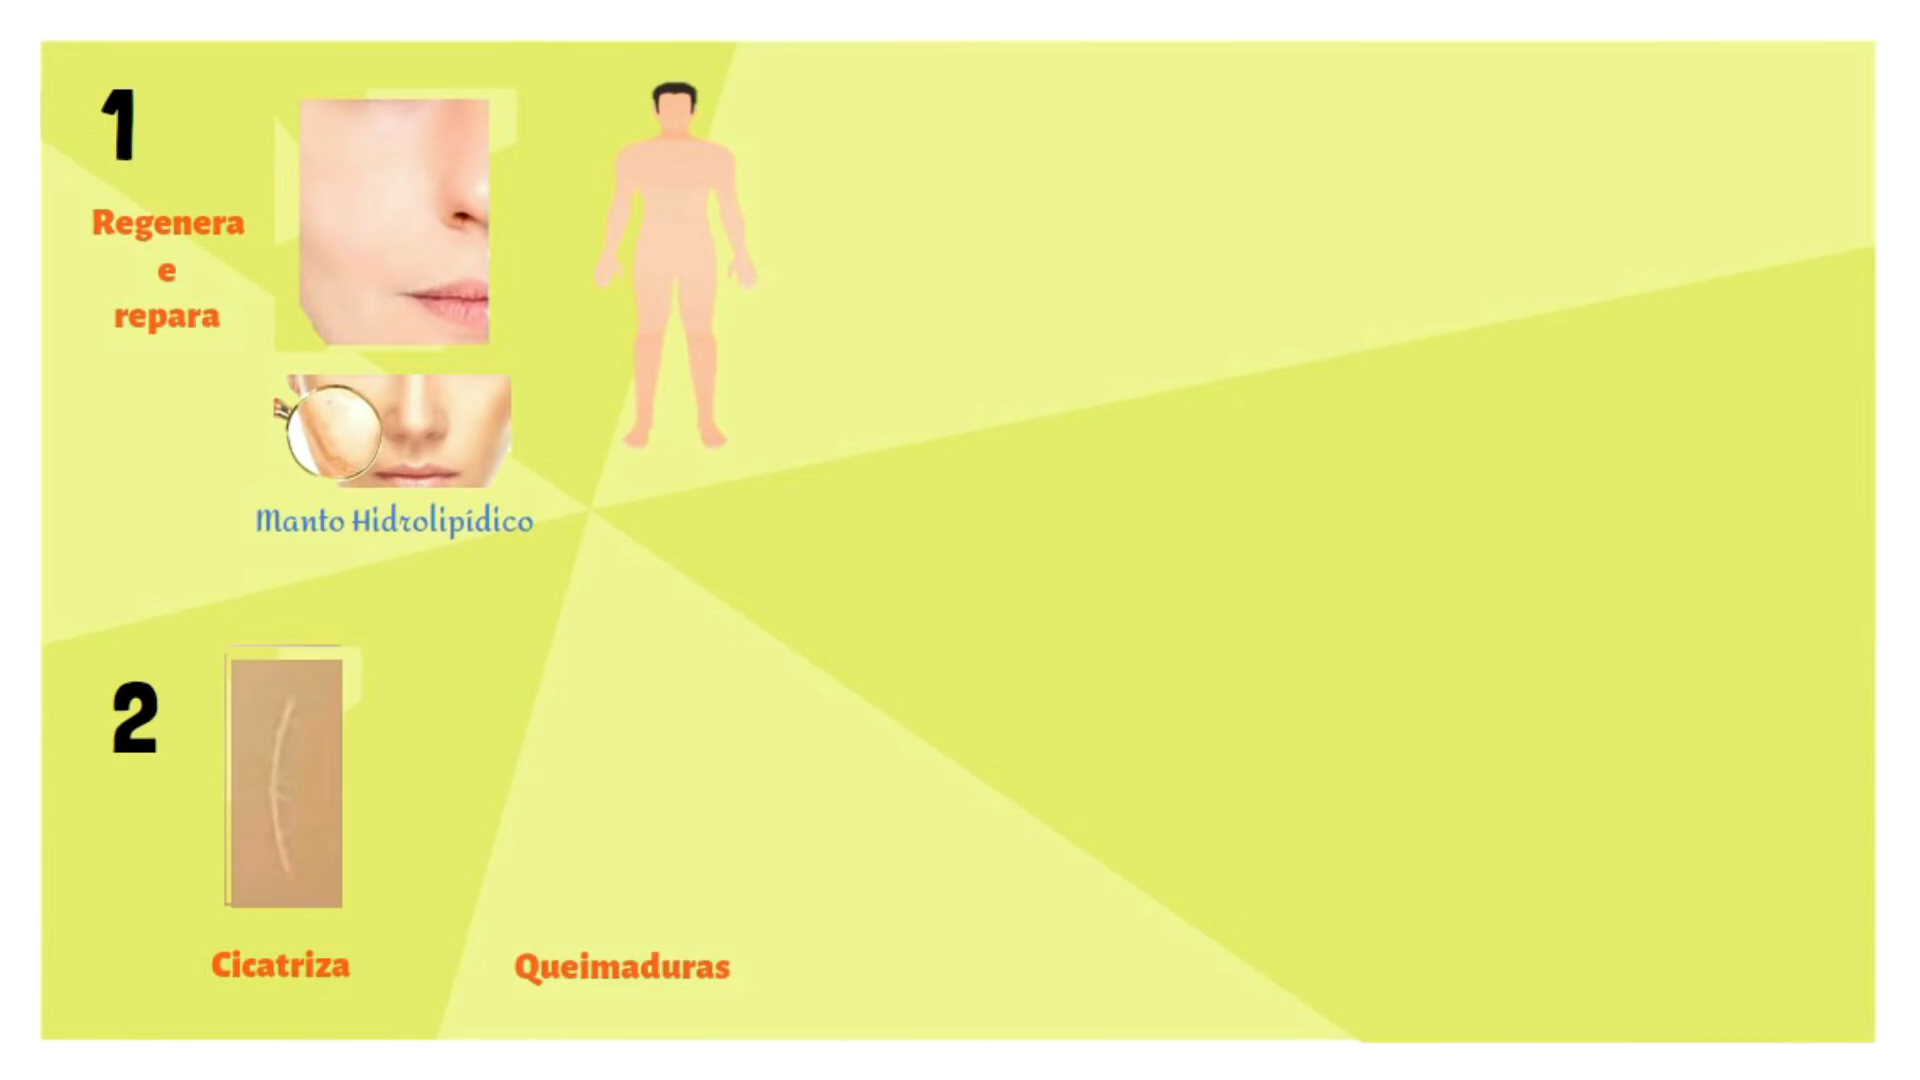 1
Regenera
e
repara
Manto Hidrolipídico
2
Cicatriza
Queimaduras